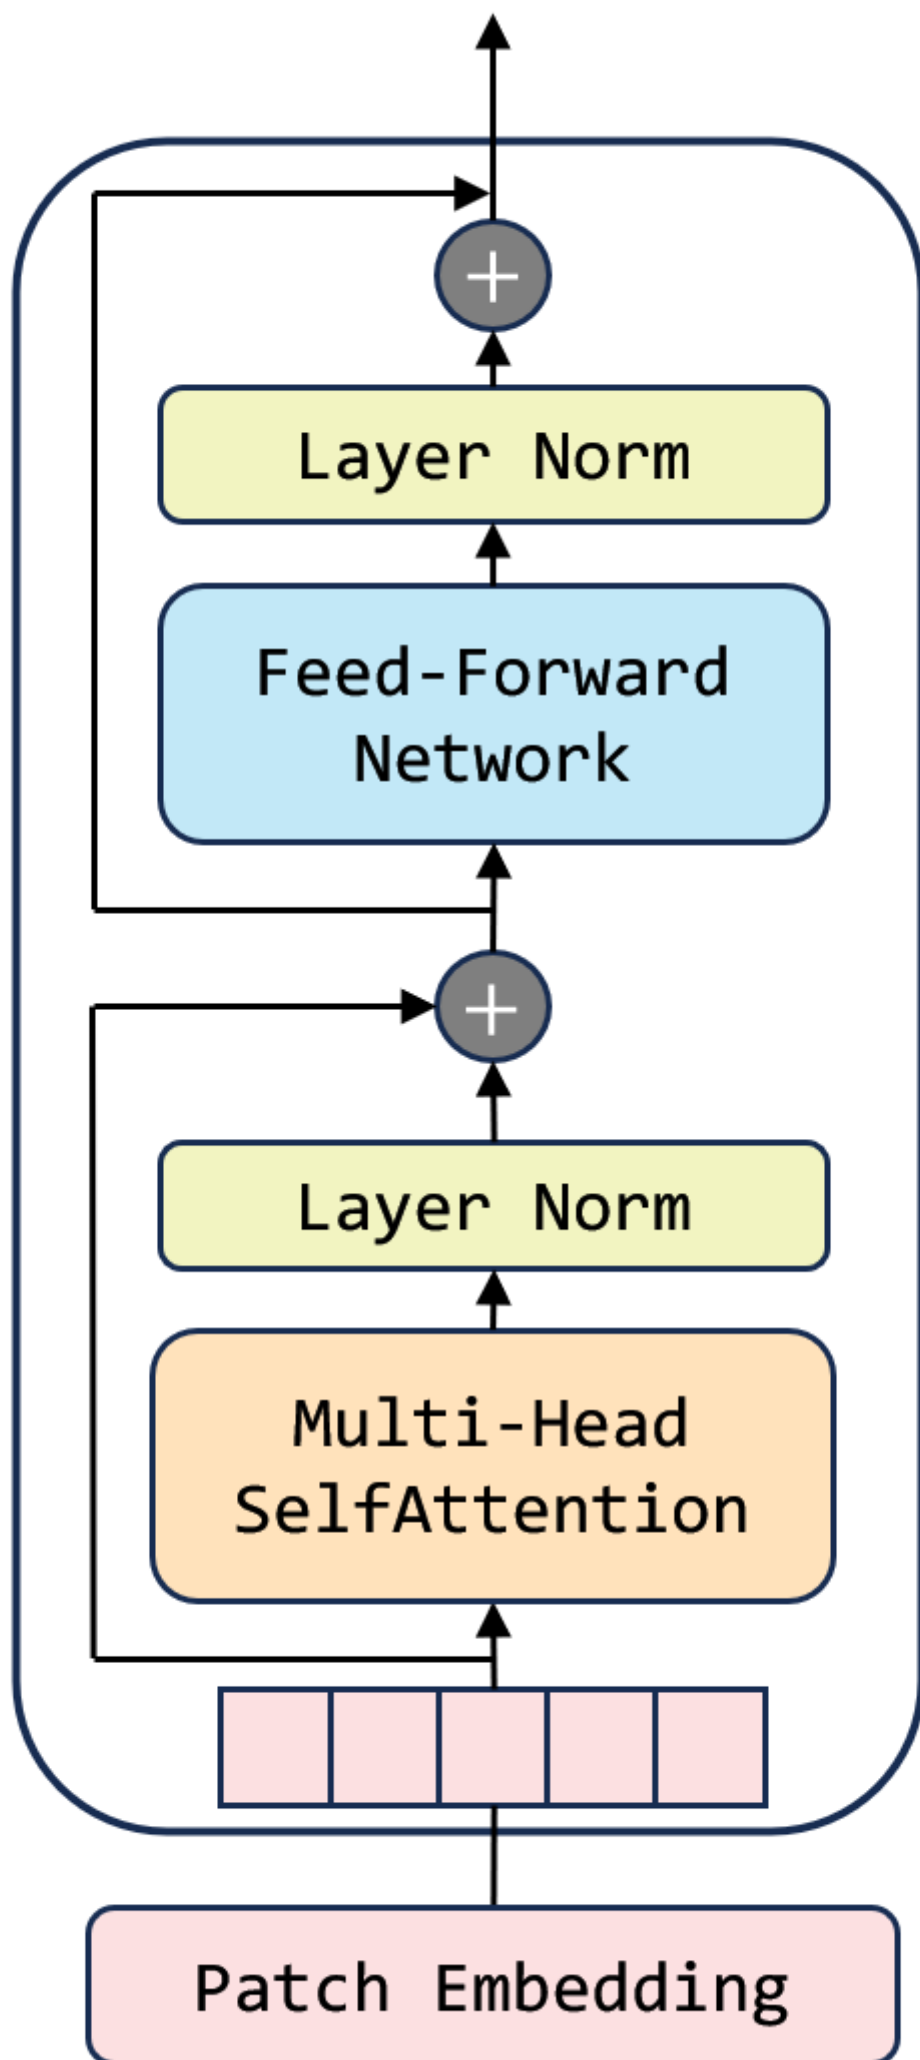 +
Layer Norm
Feed-Forward
Network
+
Layer Norm
Multi-Head
SelfAttention
Patch Embedding